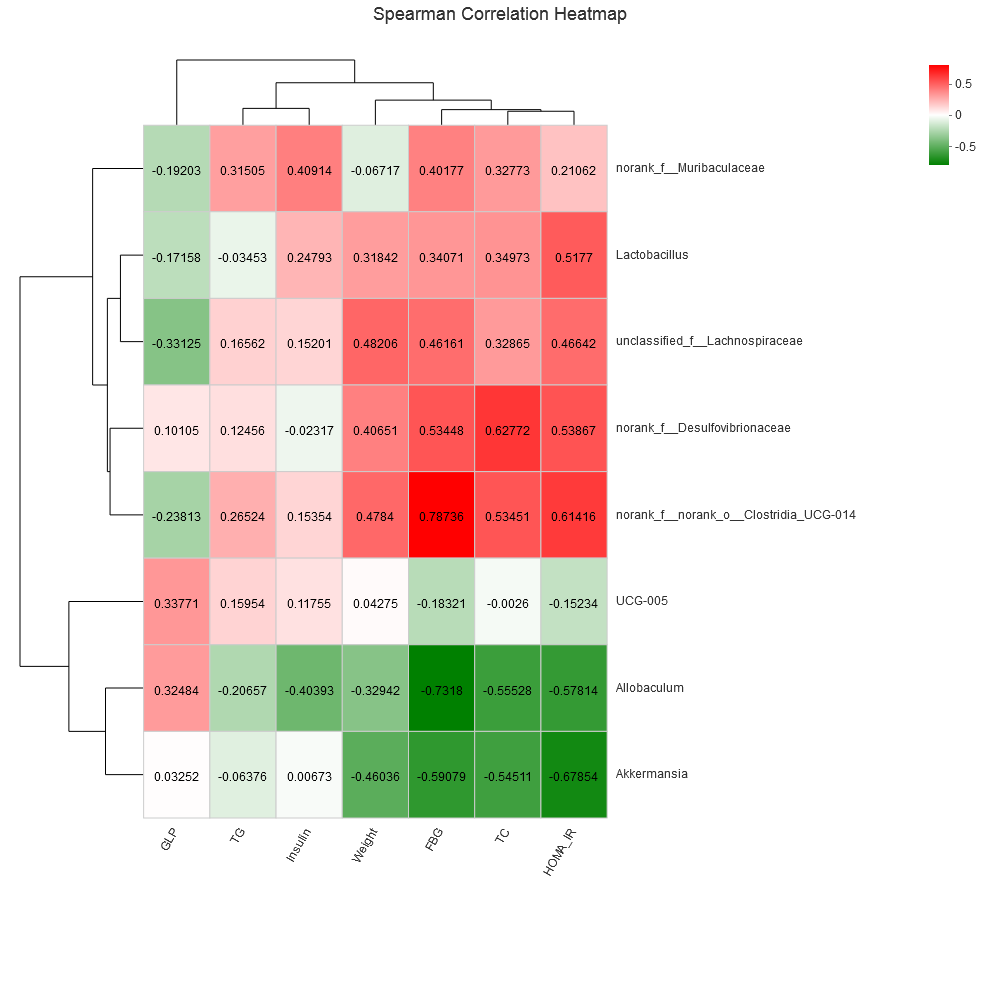 Spearman Correlation Heatmap
0.5
0
-0.5
-0.19203 0.31505 0.40914 -0.06717 0.40177 0.32773 0.21062 norank_f__Muribaculaceae
-0.17158 -0.03453 0.24793 0.31842 0.34071 0.34973 0.5177 Lactobacillus
-0.33125 0.16562 0.15201 0.48206 0.46161 0.32865 0.46642 unclassified_f__Lachnospiraceae
0.10105 0.12456 -0.02317 0.40651 0.53448 0.62772 0.53867 norank_f__Desulfovibrionaceae
-0.23813 0.26524 0.15354 0.4784 0.78736 0.53451 0.61416 norank_f__norank_o__Clostridia_UCG-014
0.33771 0.15954 0.11755 0.04275 -0.18321 -0.0026 -0.15234 UCG-005
0.32484 -0.20657 -0.40393 -0.32942 -0.7318 -0.55528 -0.57814 Allobaculum
0.03252 -0.06376 0.00673 -0.46036 -0.59079 -0.54511 -0.67854 Akkermansia
GLP TG Insulin Weight FBG TC HOMA_IR